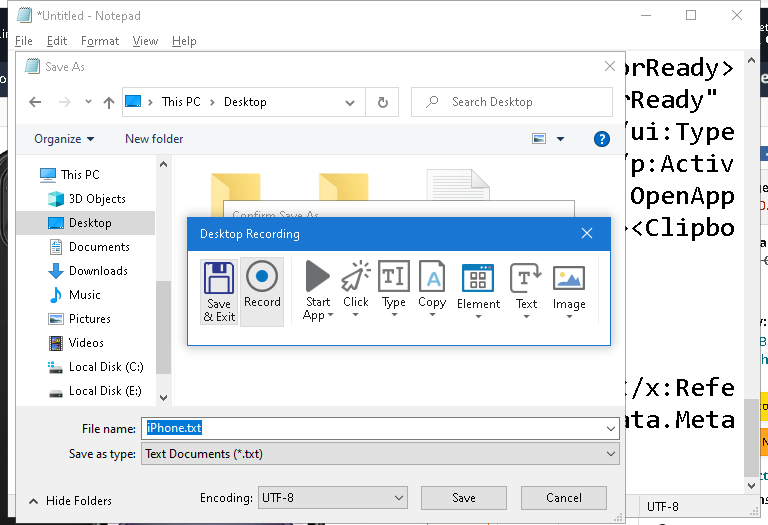 *Untitled - Notepad
File Edit Format View Help
Save As
This PC Desktop
Search Desktop
Organize New folder
This PC
3D Objects
Desktop
Documents
Downloads
Music
Pictures
Videos
Local Disk (C:)
Local Disk (E:)
Confirm Save As
Desktop Recording
Save & Exit
Record
Start App
Click
Type
Copy
Element
Text
Image
orReady>
rReady"
/ui:Type
/p:Activ
OpenApp
><Clipbo
/x:Refe
ata.Meta
File name: iPhone.txt
Save as type: Text Documents (*.txt)
Hide Folders
Encoding: UTF-8
Save
Cancel
UTF-8